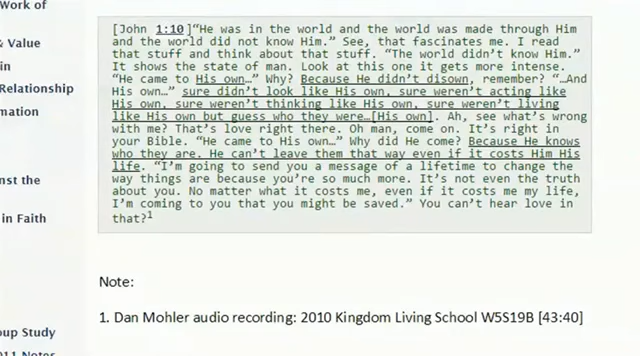 Work of
& Value
in
Relationship
mation
nst the
in Faith
oup Study
011 Notes
[John 1:10]“He was in the world and the world was made through Him
and the world did not know Him.” See, that fascinates me. I read
that stuff and think about that stuff. “The world didn’t know Him.”
It shows the state of man. Look at this one it gets more intense.
“He came to His own…” Why? Because He didn’t disown, remember? “…And
His own…” sure didn’t look like His own, sure weren’t acting like
His own, sure weren’t thinking like His own, sure weren’t living
like His own but guess who they were…[His own]. Ah, see what’s wrong
with me? That’s love right there. Oh man, come on. It’s right in
your Bible. “He came to His own…” Why did He come? Because He knows
who they are. He can’t leave them that way even if it costs Him His
life. “I’m going to send you a message of a lifetime to change the
way things are because you’re so much more. It’s not even the truth
about you. No matter what it costs me, even if it costs me my life,
I’m coming to you that you might be saved.” You can’t hear love in
that?1
Note:
1. Dan Mohler audio recording: 2010 Kingdom Living School W5S19B [43:40]